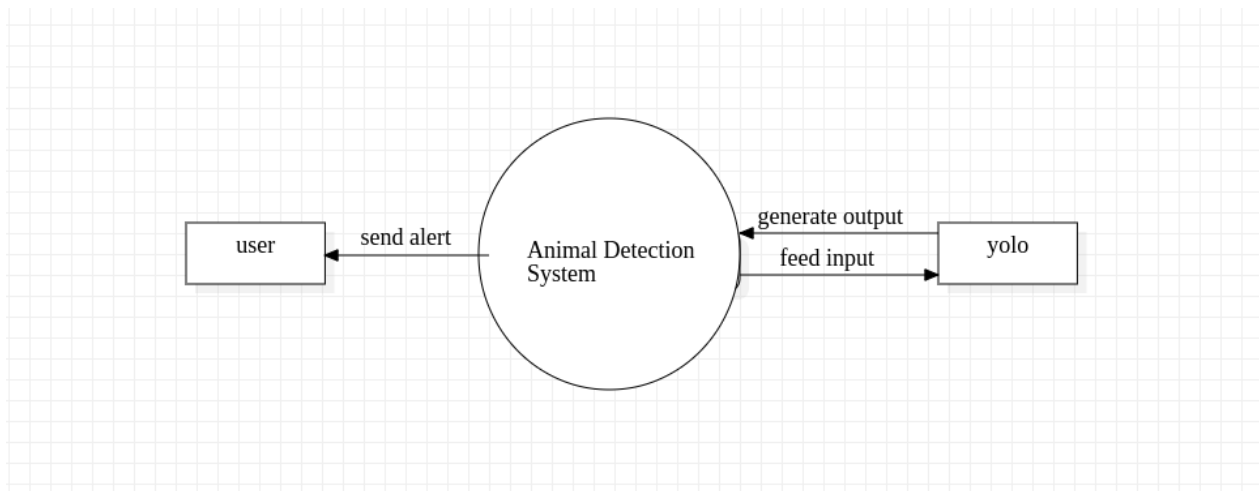 user
send alert
Animal Detection
System
generate output
feed input
yolo